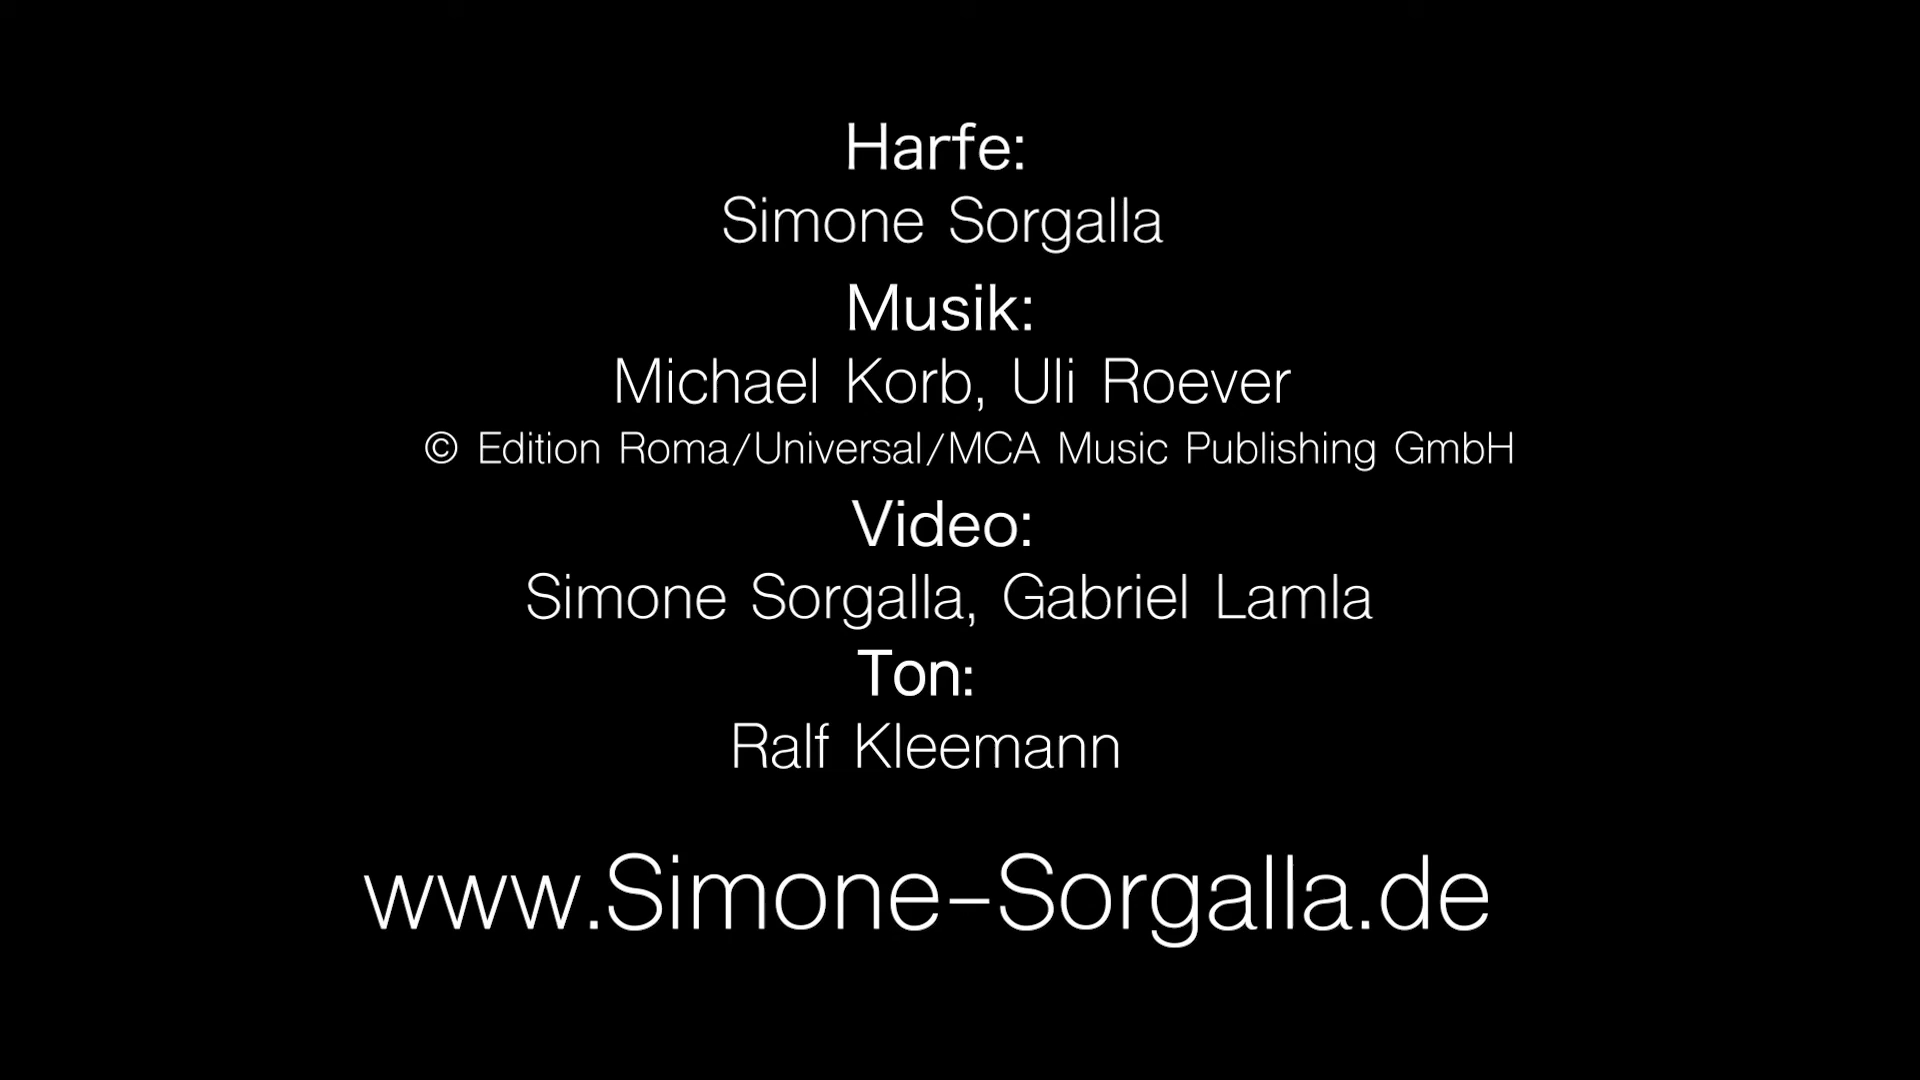 Harfe:
Simone Sorgalla
Musik:
Michael Korb, Uli Roever
© Edition Roma/Universal/MCA Music Publishing GmbH
Video:
Simone Sorgalla, Gabriel Lamla
Ton:
Ralf Kleemann
www.Simone-Sorgalla.de